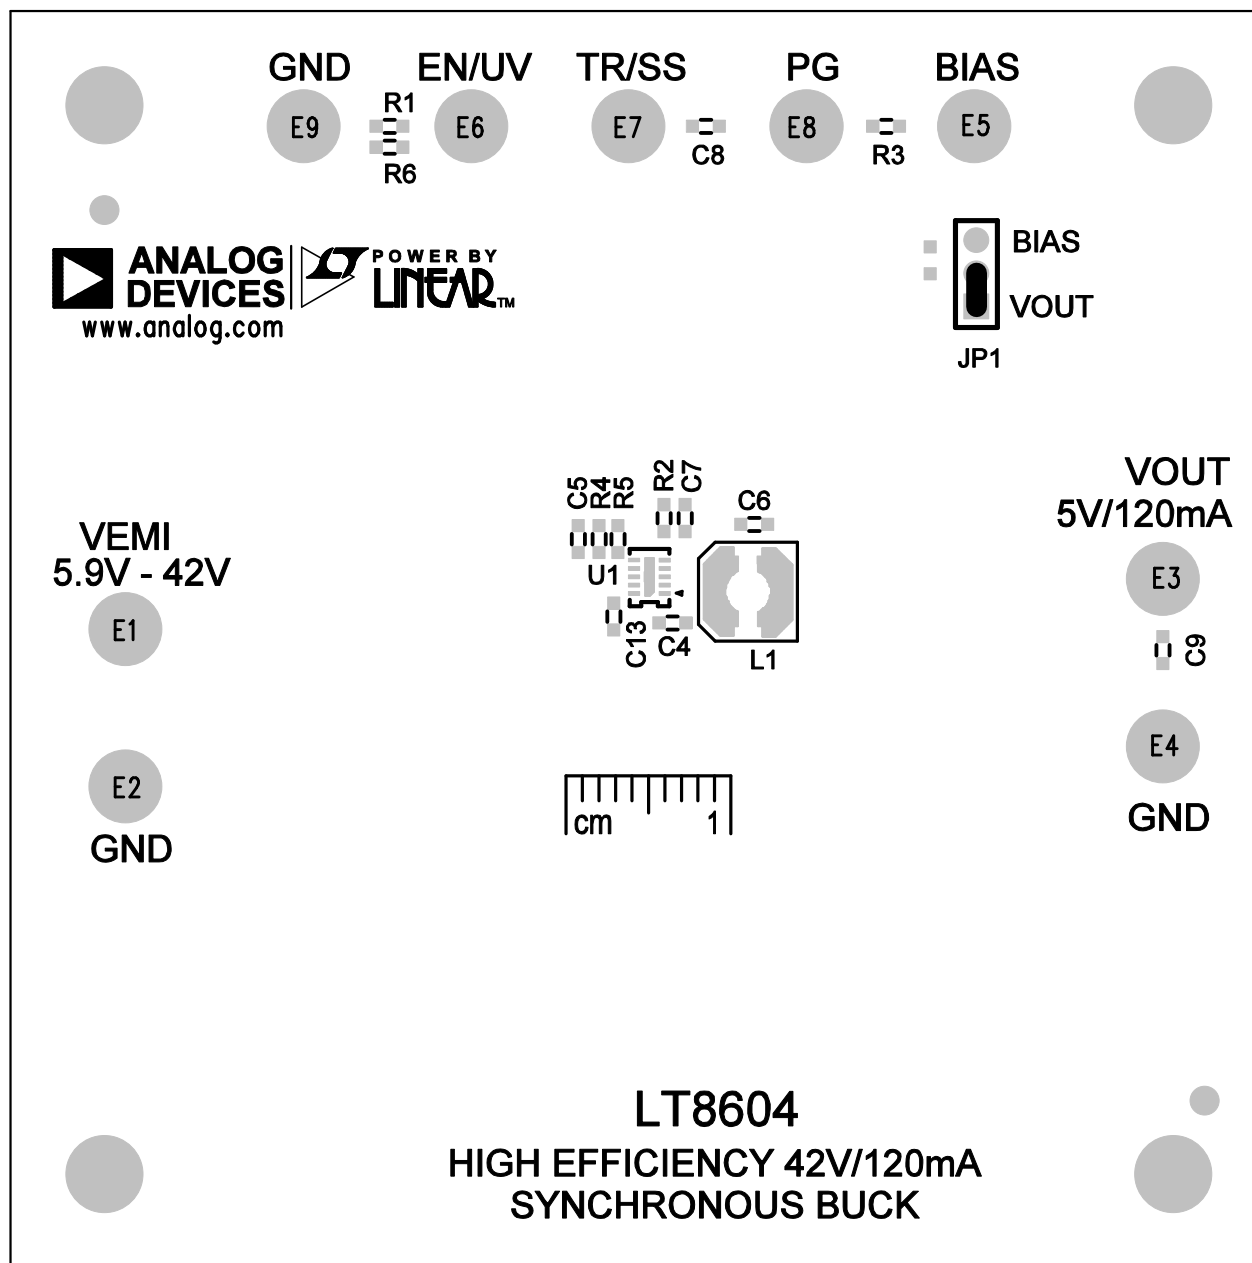 GND EN/UV TR/SS PG BIAS
R1
E9 E6 E7 E8 E5
C8 R3
R6
BIAS
ANALOG
DEVICES
POWER BY
LINEAR™
VOUT
www.analog.com
JP1
VOUT
5V/120mA
C5 R4 R5 R2 C7
C6
VEMI
5.9V - 42V
U1
E3
E1
C13 C4 L1
C9
E4
E2
GND
cm 1
GND
LT8604
HIGH EFFICIENCY 42V/120mA
SYNCHRONOUS BUCK